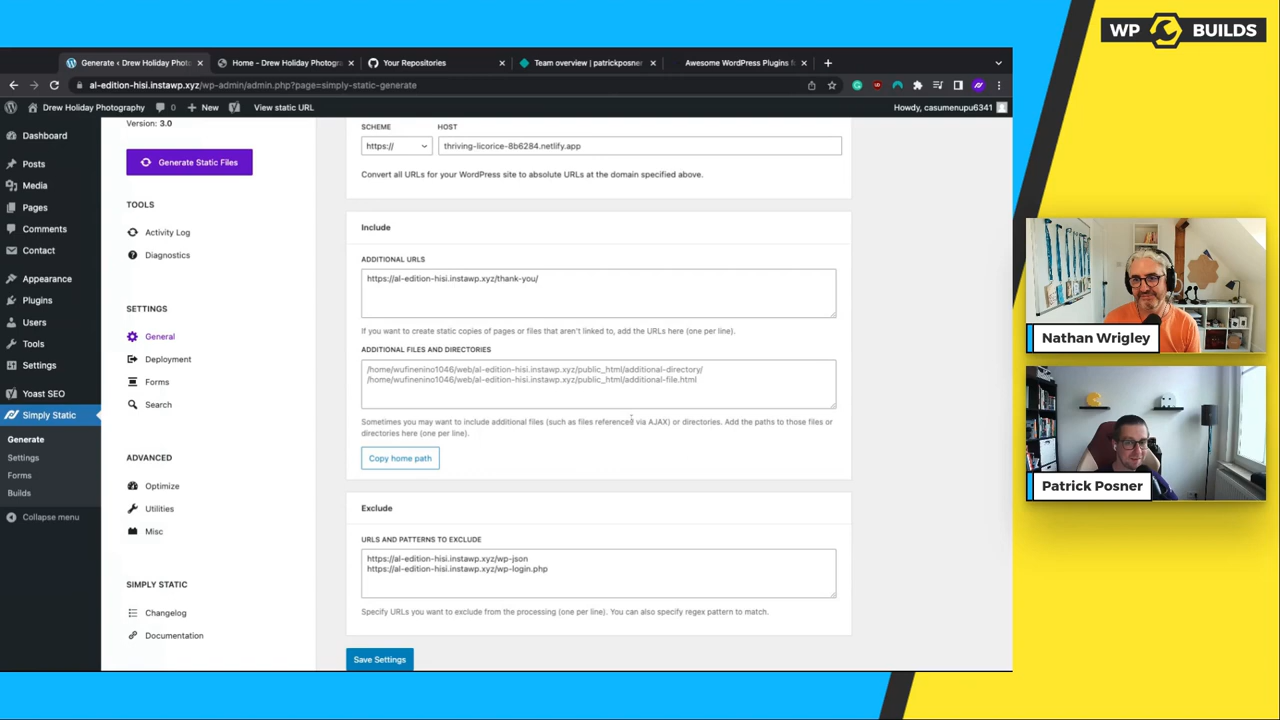 WP BUILDS
Generate ‹ Drew Holiday Photo
Home - Drew Holiday Photogra
Your Repositories
Team overview | patrickposner
Awesome WordPress Plugins fo
al-edition-hisi.instawp.xyz/wp-admin/admin.php?page=simply-static-generate
Drew Holiday Photography
0
New
View static URL
Howdy, casumenupu6341
Dashboard
Posts
Media
Pages
Comments
Contact
Appearance
Plugins
Users
Tools
Settings
Yoast SEO
Simply Static
Generate
Settings
Forms
Builds
Collapse menu
Version: 3.0
Generate Static Files
TOOLS
Activity Log
Diagnostics
SETTINGS
General
Deployment
Forms
Search
ADVANCED
Optimize
Utilities
Misc
SIMPLY STATIC
Changelog
Documentation
SCHEME
HOST
https://
thriving-licorice-8b6284.netlify.app
Convert all URLs for your WordPress site to absolute URLs at the domain specified above.
Include
ADDITIONAL URLS
https://al-edition-hisi.instawp.xyz/thank-you/
If you want to create static copies of pages or files that aren't linked to, add the URLs here (one per line).
ADDITIONAL FILES AND DIRECTORIES
/home/wufinenino1046/web/al-edition-hisi.instawp.xyz/public_html/additional-directory/
/home/wufinenino1046/web/al-edition-hisi.instawp.xyz/public_html/additional-file.html
Sometimes you may want to include additional files (such as files referenced via AJAX) or directories. Add the paths to those files or
directories here (one per line).
Copy home path
Exclude
URLS AND PATTERNS TO EXCLUDE
https://al-edition-hisi.instawp.xyz/wp-json
https://al-edition-hisi.instawp.xyz/wp-login.php
Specify URLs you want to exclude from the processing (one per line). You can also specify regex pattern to match.
Save Settings
Nathan Wrigley
Patrick Posner